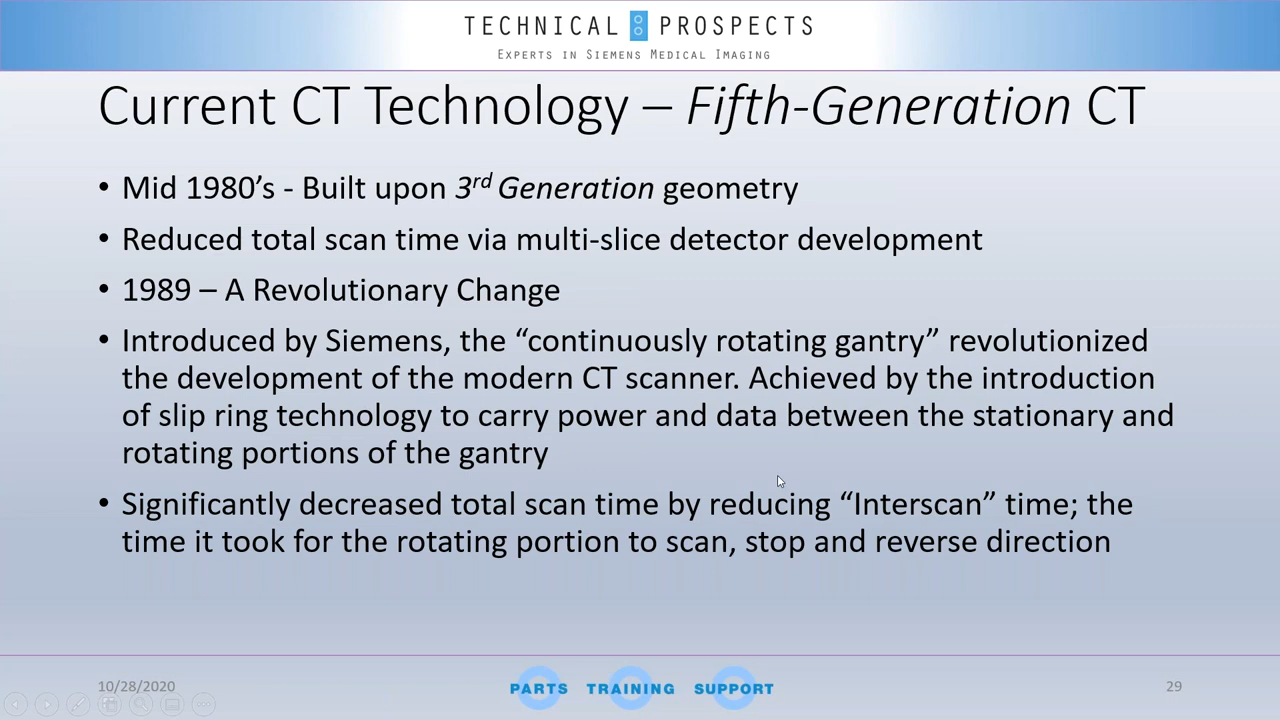 TECHNICAL PROSPECTS
EXPERTS IN SIEMENS MEDICAL IMAGING
Current CT Technology – Fifth-Generation CT
• Mid 1980’s - Built upon 3rd Generation geometry
• Reduced total scan time via multi-slice detector development
• 1989 – A Revolutionary Change
• Introduced by Siemens, the “continuously rotating gantry” revolutionized
the development of the modern CT scanner. Achieved by the introduction
of slip ring technology to carry power and data between the stationary and
rotating portions of the gantry
• Significantly decreased total scan time by reducing “Interscan” time; the
time it took for the rotating portion to scan, stop and reverse direction
10/28/2020
PARTS TRAINING SUPPORT
29